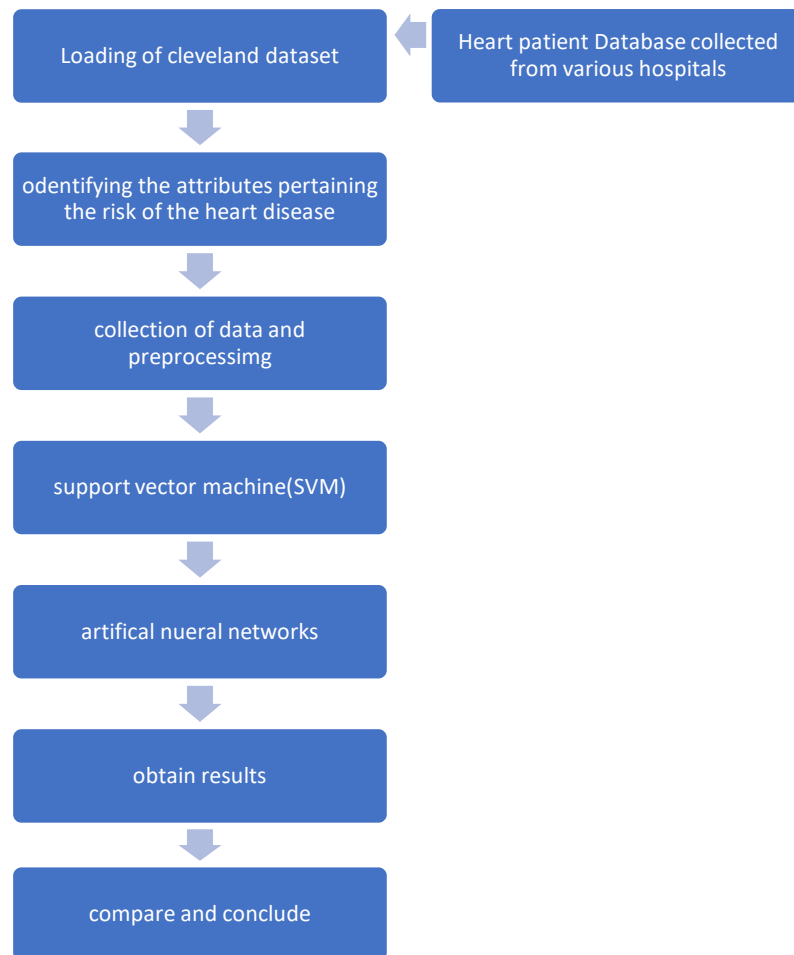 Loading of cleveland dataset
Heart patient Database collected
from various hospitals
odentifying the attributes pertaining
the risk of the heart disease
collection of data and
preprocessimg
support vector machine(SVM)
artifical nueral networks
obtain results
compare and conclude